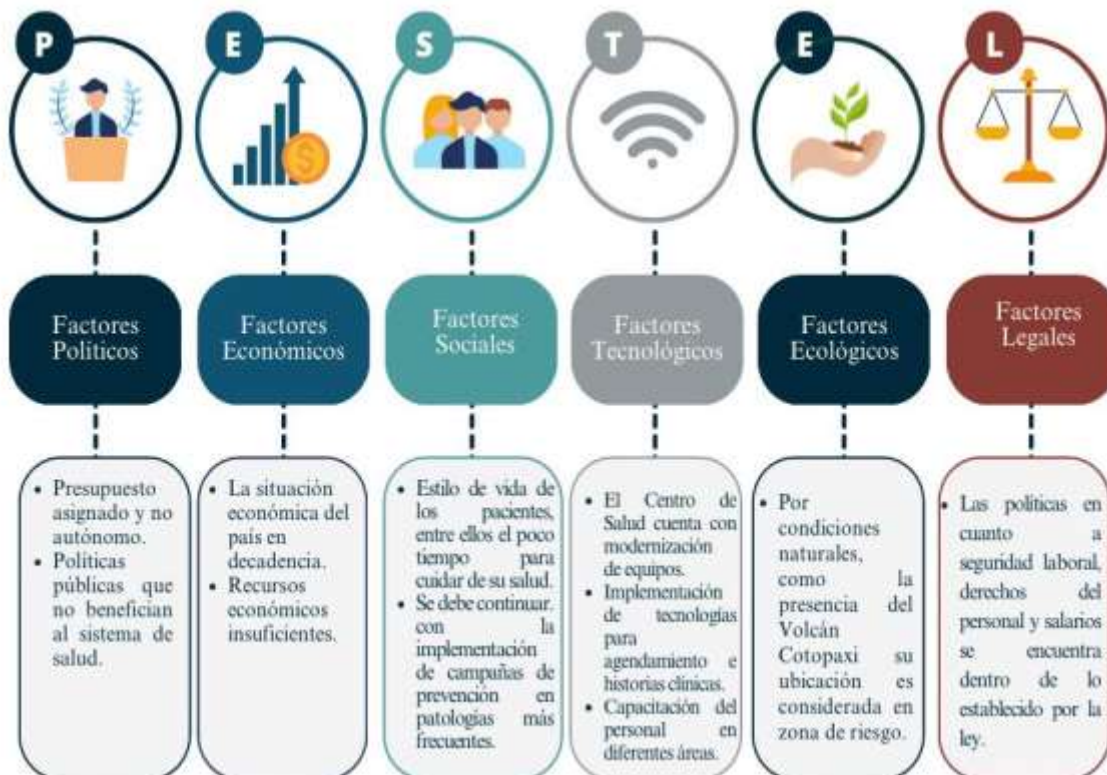 P
E
S
T
E
L
Factores
Políticos
Factores
Económicos
Factores
Sociales
Factores
Tecnológicos
Factores
Ecológicos
Factores
Legales
• Presupuesto
asignado y no
autónomo.
• Políticas
públicas que
no benefician
al sistema de
salud.
• La situación
económica del
país en
decadencia.
• Recursos
económicos
insuficientes.
• Estilo de vida de
los pacientes,
entre ellos el poco
tiempo para
cuidar de su salud.
• Se debe continuar.
con la
implementación
de campañas de
prevención en
patologías más
frecuentes.
• El Centro de
Salud cuenta con
modernización
de equipos.
• Implementación
de tecnologías
para
agendamiento e
historias clínicas.
• Capacitación del
personal en
diferentes áreas.
• Por
condiciones
naturales,
como la
presencia del
Volcán
Cotopaxi su
ubicación es
considerada en
zona de riesgo.
• Las políticas en
cuanto a
seguridad laboral,
derechos del
personal y salarios
se encuentra
dentro de lo
establecido por la
ley.